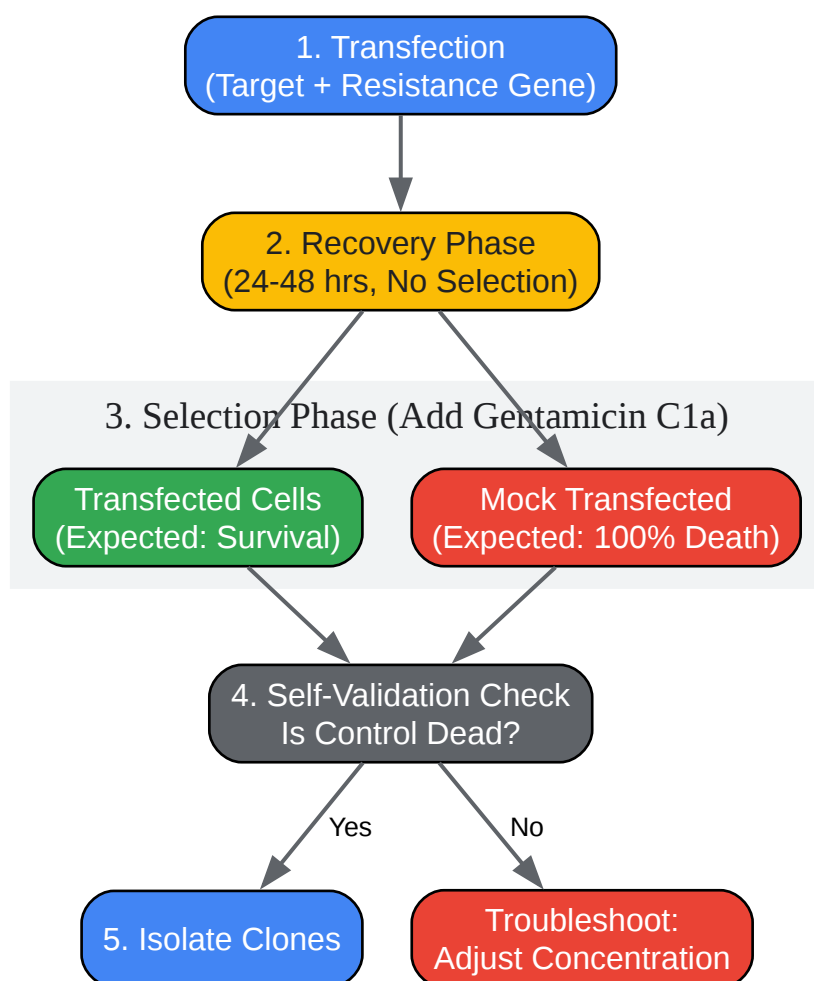 1. Transfection
(Target + Resistance Gene)
2. Recovery Phase
(24-48 hrs, No Selection)
3. Selection Phase (Add Gentamicin C1a)
Transfected Cells
(Expected: Survival)
Mock Transfected
(Expected: 100% Death)
4. Self-Validation Check
Is Control Dead?
Yes
No
5. Isolate Clones
Troubleshoot:
Adjust Concentration